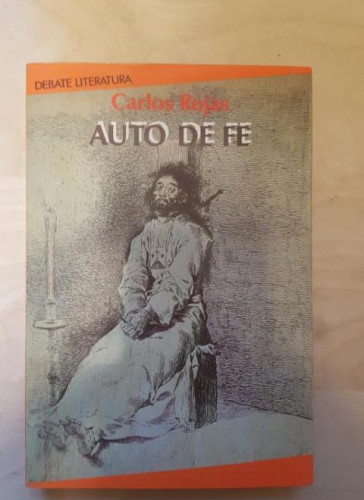 DEBATE LITERATURA
Carlos Rojas
AUTO DE FE